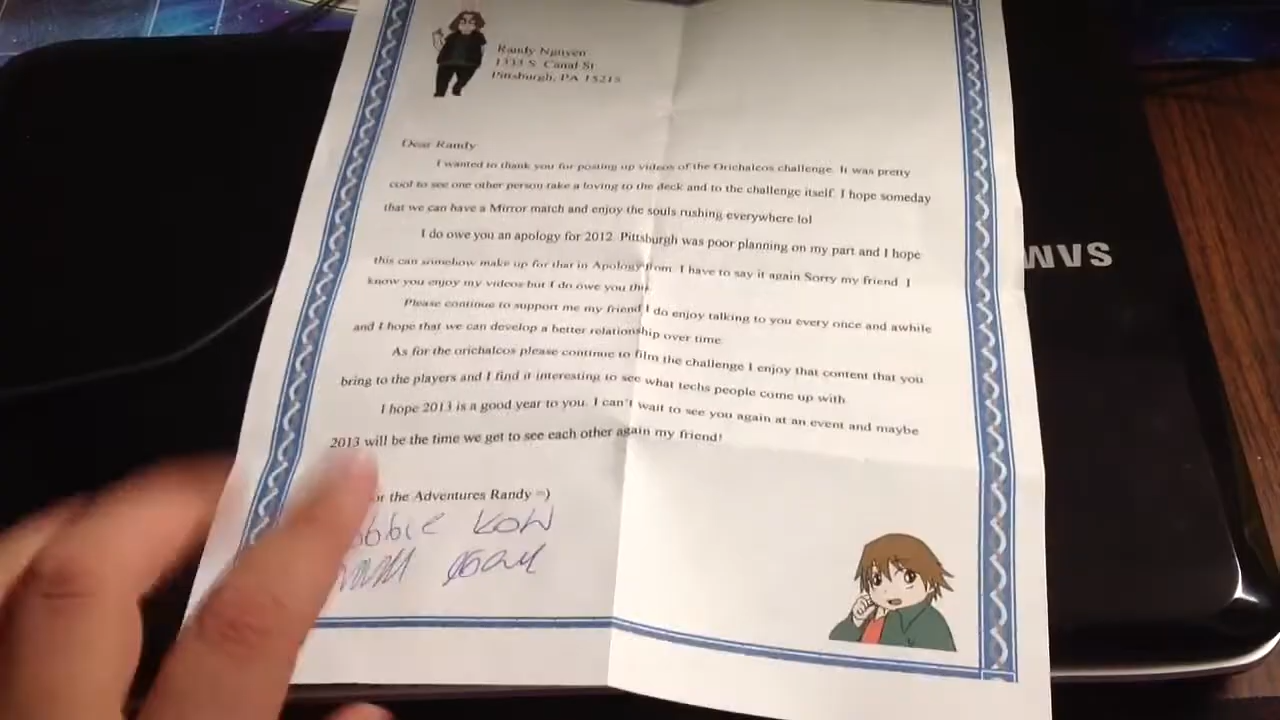 Randy Nguyen
1333 S. Canal St
Pittsburgh, PA 15215
Dear Randy
I wanted to thank you for posting up videos of the Orichalcos challenge. It was pretty
cool to see one other person take a loving to the deck and to the challenge itself. I hope someday
that we can have a Mirror match and enjoy the souls rushing everywhere lol
I do owe you an apology for 2012. Pittsburgh was poor planning on my part and I hope
this can somehow make up for that in Apology from. I have to say it again Sorry my friend. I
know you enjoy my videos but I do owe you this.
Please continue to support me my friend I do enjoy talking to you every once and awhile
and I hope that we can develop a better relationship over time.
As for the orichalcos please continue to film the challenge I enjoy that content that you
bring to the players and I find it interesting to see what techs people come up with.
I hope 2013 is a good year to you. I can't wait to see you again at an event and maybe
2013 will be the time we get to see each other again my friend!
the Adventures Randy =)